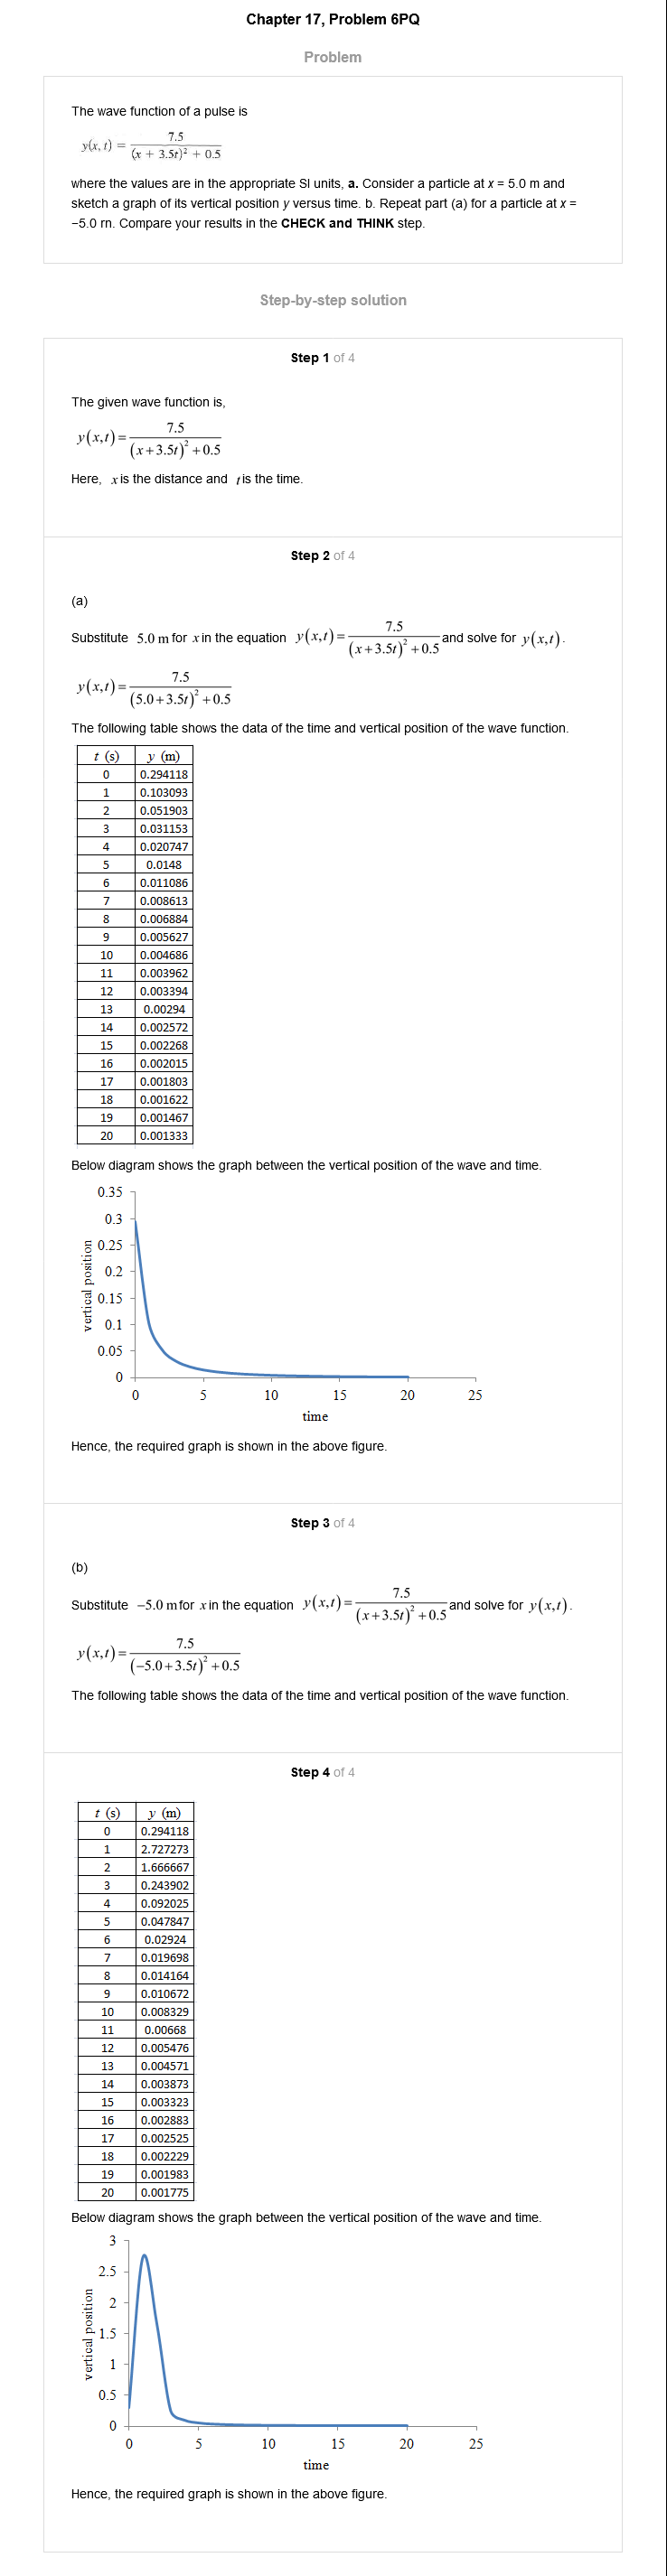 Chapter 17, Problem 6PQ
Problem
The wave function of a pulse is
y(x, t) = 7.5 / (x + 3.5t)² + 0.5
where the values are in the appropriate SI units, a. Consider a particle at x = 5.0 m and
sketch a graph of its vertical position y versus time. b. Repeat part (a) for a particle at x =
−5.0 rn. Compare your results in the CHECK and THINK step.
Step-by-step solution
Step 1 of 4
The given wave function is,
y(x,t) = 7.5 / (x+3.5t)² +0.5
Here, x is the distance and t is the time.
Step 2 of 4
(a)
Substitute 5.0 m for x in the equation y(x,t) = 7.5 / (x+3.5t)² +0.5 and solve for y(x,t).
y(x,t) = 7.5 / (5.0+3.5t)² +0.5
The following table shows the data of the time and vertical position of the wave function.
t (s) y (m)
0 0.294118
1 0.103093
2 0.051903
3 0.031153
4 0.020747
5 0.0148
6 0.011086
7 0.008613
8 0.006884
9 0.005627
10 0.004686
11 0.003962
12 0.003394
13 0.00294
14 0.002572
15 0.002268
16 0.002015
17 0.001803
18 0.001622
19 0.001467
20 0.001333
Below diagram shows the graph between the vertical position of the wave and time.
0.35
0.3
0.25
0.2
0.15
0.1
0.05
0
vertical position
0 5 10 15 20 25
time
Hence, the required graph is shown in the above figure.
Step 3 of 4
(b)
Substitute −5.0 m for x in the equation y(x,t) = 7.5 / (x+3.5t)² +0.5 and solve for y(x,t).
y(x,t) = 7.5 / (−5.0+3.5t)² +0.5
The following table shows the data of the time and vertical position of the wave function.
Step 4 of 4
t (s) y (m)
0 0.294118
1 2.727273
2 1.666667
3 0.243902
4 0.092025
5 0.047847
6 0.02924
7 0.019698
8 0.014164
9 0.010672
10 0.008329
11 0.00668
12 0.005476
13 0.004571
14 0.003873
15 0.003323
16 0.002883
17 0.002525
18 0.002229
19 0.001983
20 0.001775
Below diagram shows the graph between the vertical position of the wave and time.
3
2.5
2
1.5
1
0.5
0
vertical position
0 5 10 15 20 25
time
Hence, the required graph is shown in the above figure.